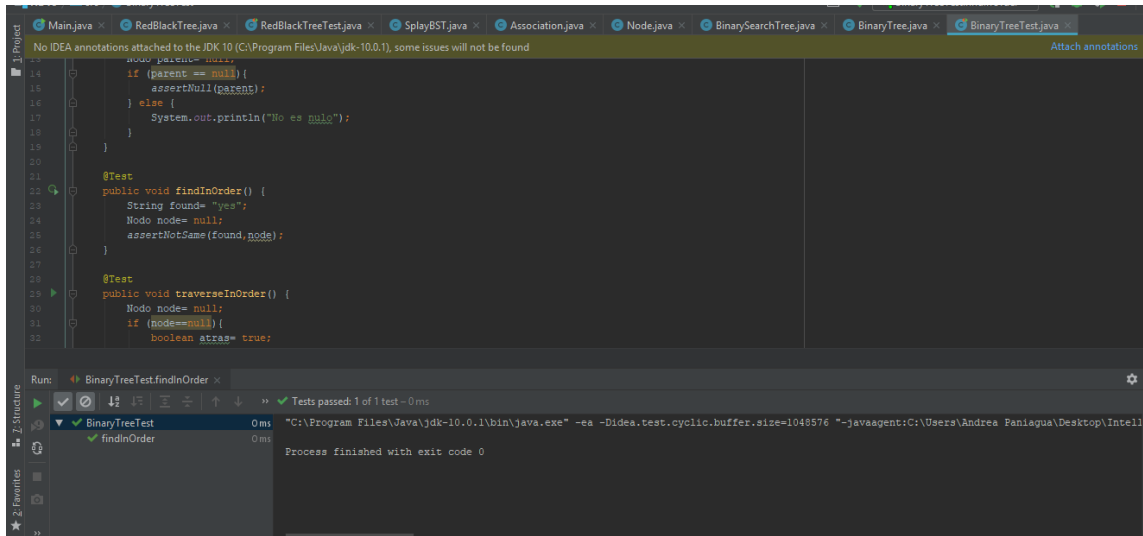 Main.java × RedBlackTree.java × RedBlackTreeTest.java × SplayBST.java × Association.java × Node.java × BinarySearchTree.java × BinaryTree.java × BinaryTreeTest.java ×
No IDEA annotations attached to the JDK 10 (C:\Program Files\Java\jdk-10.0.1), some issues will not be found Attach annotations
1: Project
13 Nodo parent= null;
14 if (parent == null){
15 assertNull(parent);
16 } else {
17 System.out.println("No es nulo");
18 }
19 }
20
21 @Test
22 public void findInOrder() {
23 String found= "yes";
24 Nodo node= null;
25 assertNotSame(found,node);
26 }
27
28 @Test
29 public void traverseInOrder() {
30 Nodo node= null;
31 if (node==null){
32 boolean atras= true;
Run: BinaryTreeTest.findInOrder ×
» Tests passed: 1 of 1 test – 0 ms
BinaryTreeTest 0 ms "C:\Program Files\Java\jdk-10.0.1\bin\java.exe" -ea -Didea.test.cyclic.buffer.size=1048576 "-javaagent:C:\Users\Andrea Paniagua\Desktop\Intell
findInOrder 0 ms
Process finished with exit code 0
Z: Structure
2: Favorites
»